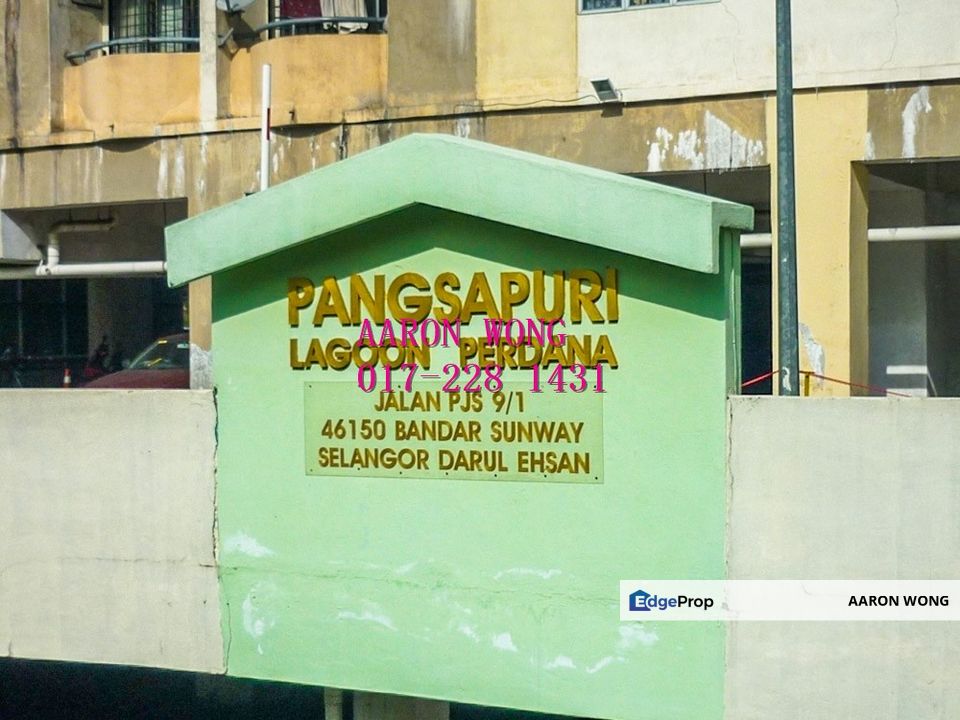 PANGSAPURI
AARON WONG
LAGOON PERDANA
017-228 1431
JALAN PJS 9/1
46150 BANDAR SUNWAY
SELANGOR DARUL EHSAN
EdgeProp
AARON WONG